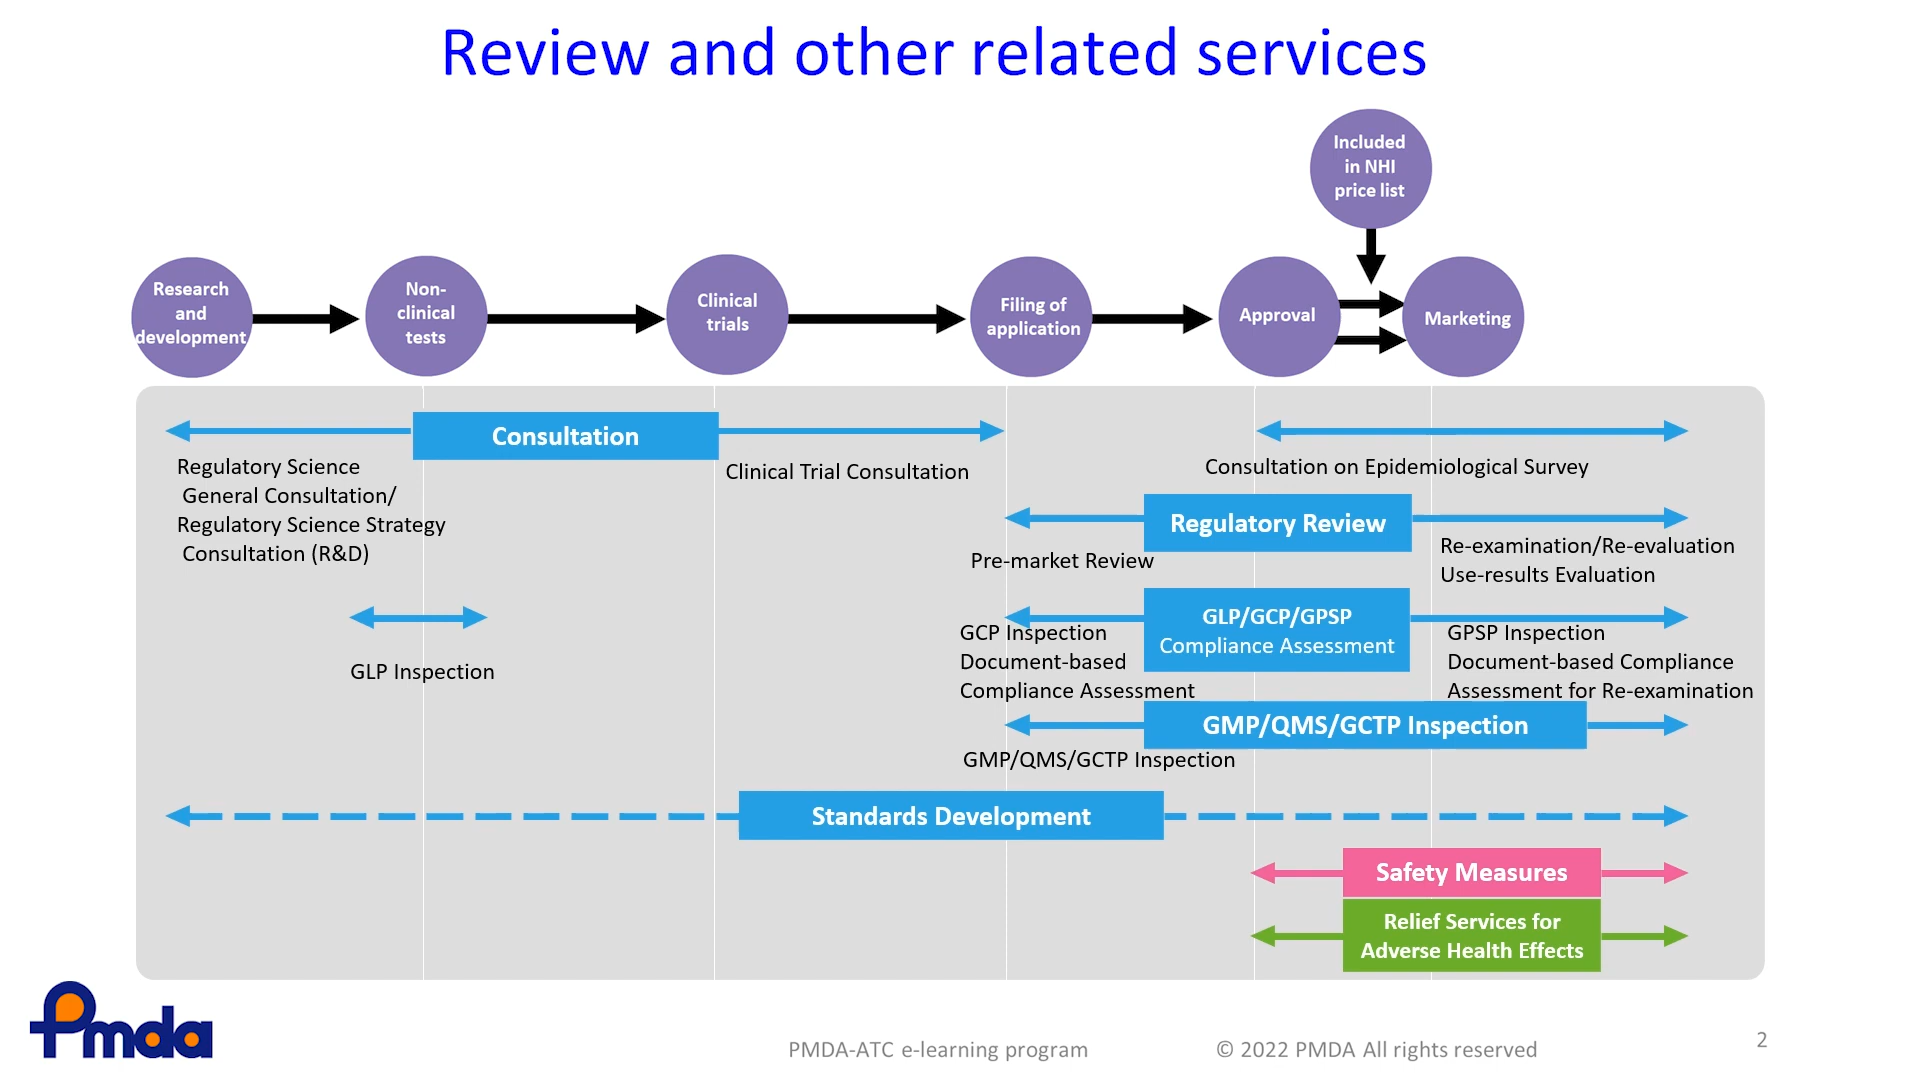 Review and other related services
Included
in NHI
price list
Research
and
development
Non-
clinical
tests
Clinical
trials
Filing of
application
Approval
Marketing
Consultation
Regulatory Science
General Consultation/
Regulatory Science Strategy
Consultation (R&D)
Clinical Trial Consultation
Consultation on Epidemiological Survey
Regulatory Review
Pre-market Review
Re-examination/Re-evaluation
Use-results Evaluation
GLP Inspection
GLP/GCP/GPSP
Compliance Assessment
GCP Inspection
Document-based
Compliance Assessment
GPSP Inspection
Document-based Compliance
Assessment for Re-examination
GMP/QMS/GCTP Inspection
GMP/QMS/GCTP Inspection
Standards Development
Safety Measures
Relief Services for
Adverse Health Effects
Pmda
PMDA-ATC e-learning program
© 2022 PMDA All rights reserved
2